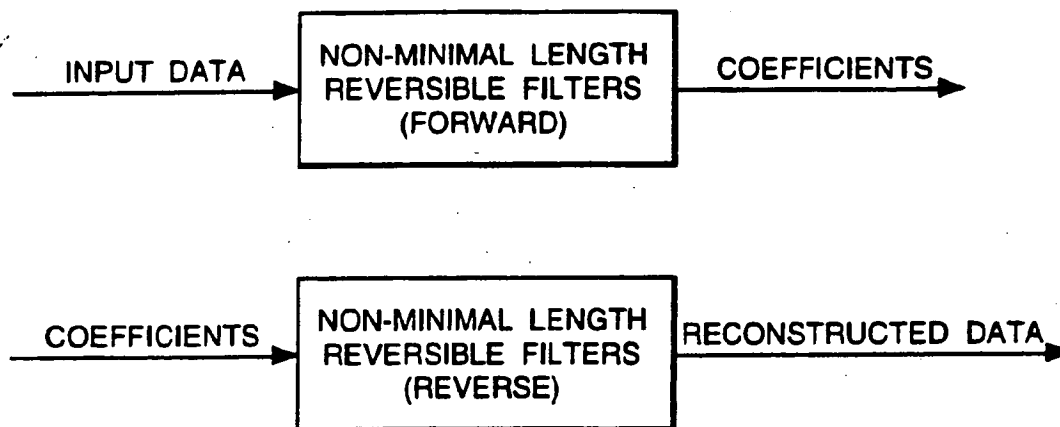 INPUT DATA
NON-MINIMAL LENGTH
REVERSIBLE FILTERS
(FORWARD)
COEFFICIENTS
COEFFICIENTS
NON-MINIMAL LENGTH
REVERSIBLE FILTERS
(REVERSE)
RECONSTRUCTED DATA